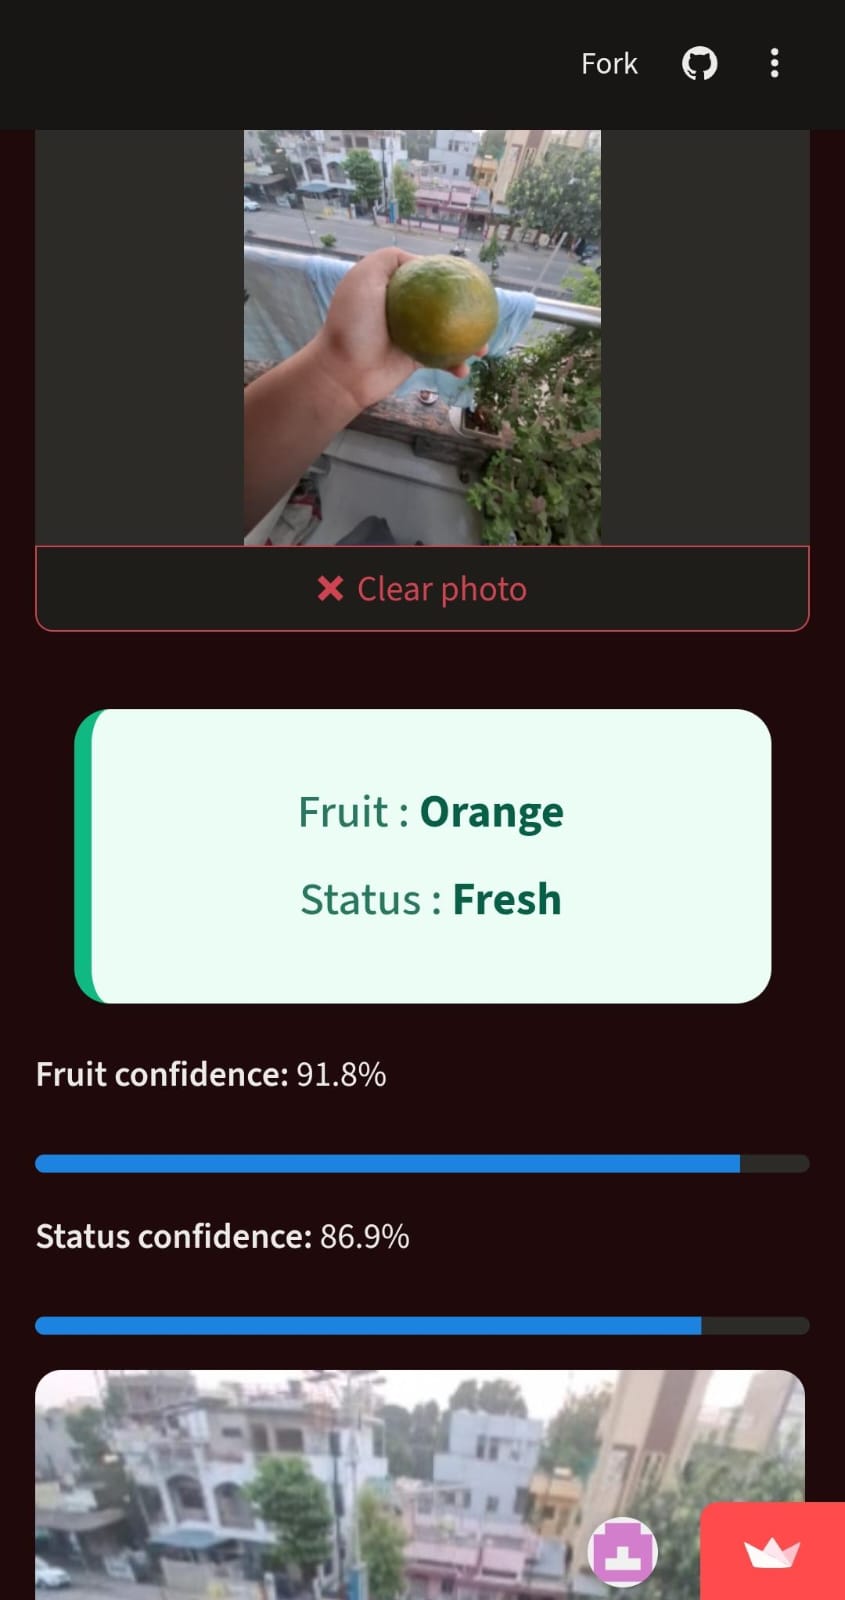 Fork
Clear photo
Fruit : Orange
Status : Fresh
Fruit confidence: 91.8%
Status confidence: 86.9%